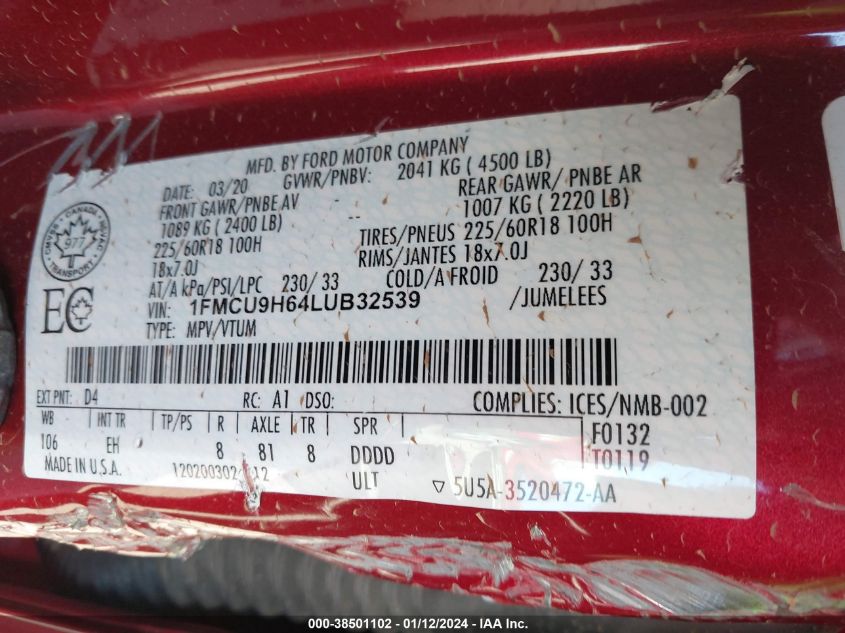 MFD. BY FORD MOTOR COMPANY
DATE: 03/20 GVWR/PNBV: 2041 KG ( 4500 LB)
FRONT GAWR/PNBE AV REAR GAWR/ PNBE AR
1089 KG ( 2400 LB) -- 1007 KG ( 2220 LB)
225/60R18 100H TIRES/PNEUS 225/60R18 100H
18x7.0J RIMS/JANTES 18x7.0J
AT/A kPa/PSI/LPC 230/ 33 COLD/A FROID 230/ 33
VIN: 1FMCU9H64LUB32539 /JUMELEES
TYPE: MPV/VTUM
CANADA
977
TRANSPORT
EC
EXT PNT: D4 RC: A1 DSO: COMPLIES: ICES/NMB-002
WB INT TR TP/PS R AXLE TR SPR F0132
106 EH 8 81 8 DDDD T0119
MADE IN U.S.A. ULT ▽ 5U5A-3520472-AA
000-38501102 - 01/12/2024 - IAA Inc.